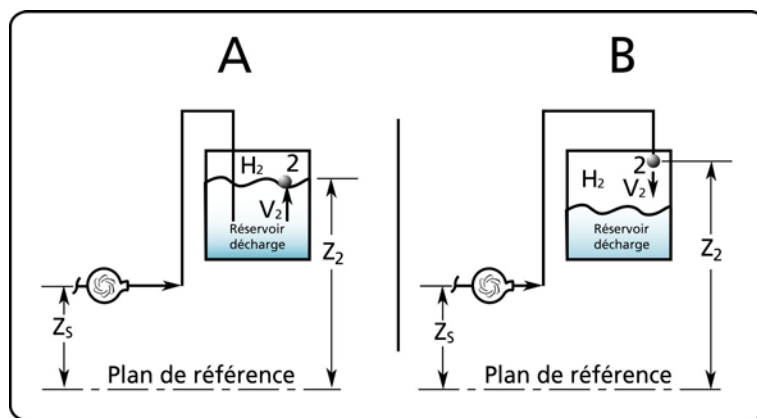 A
H₂ 2
V₂
Réservoir
décharge
Z₂
Zₛ
Plan de référence
B
2
H₂
V₂
Réservoir
décharge
Z₂
Zₛ
Plan de référence